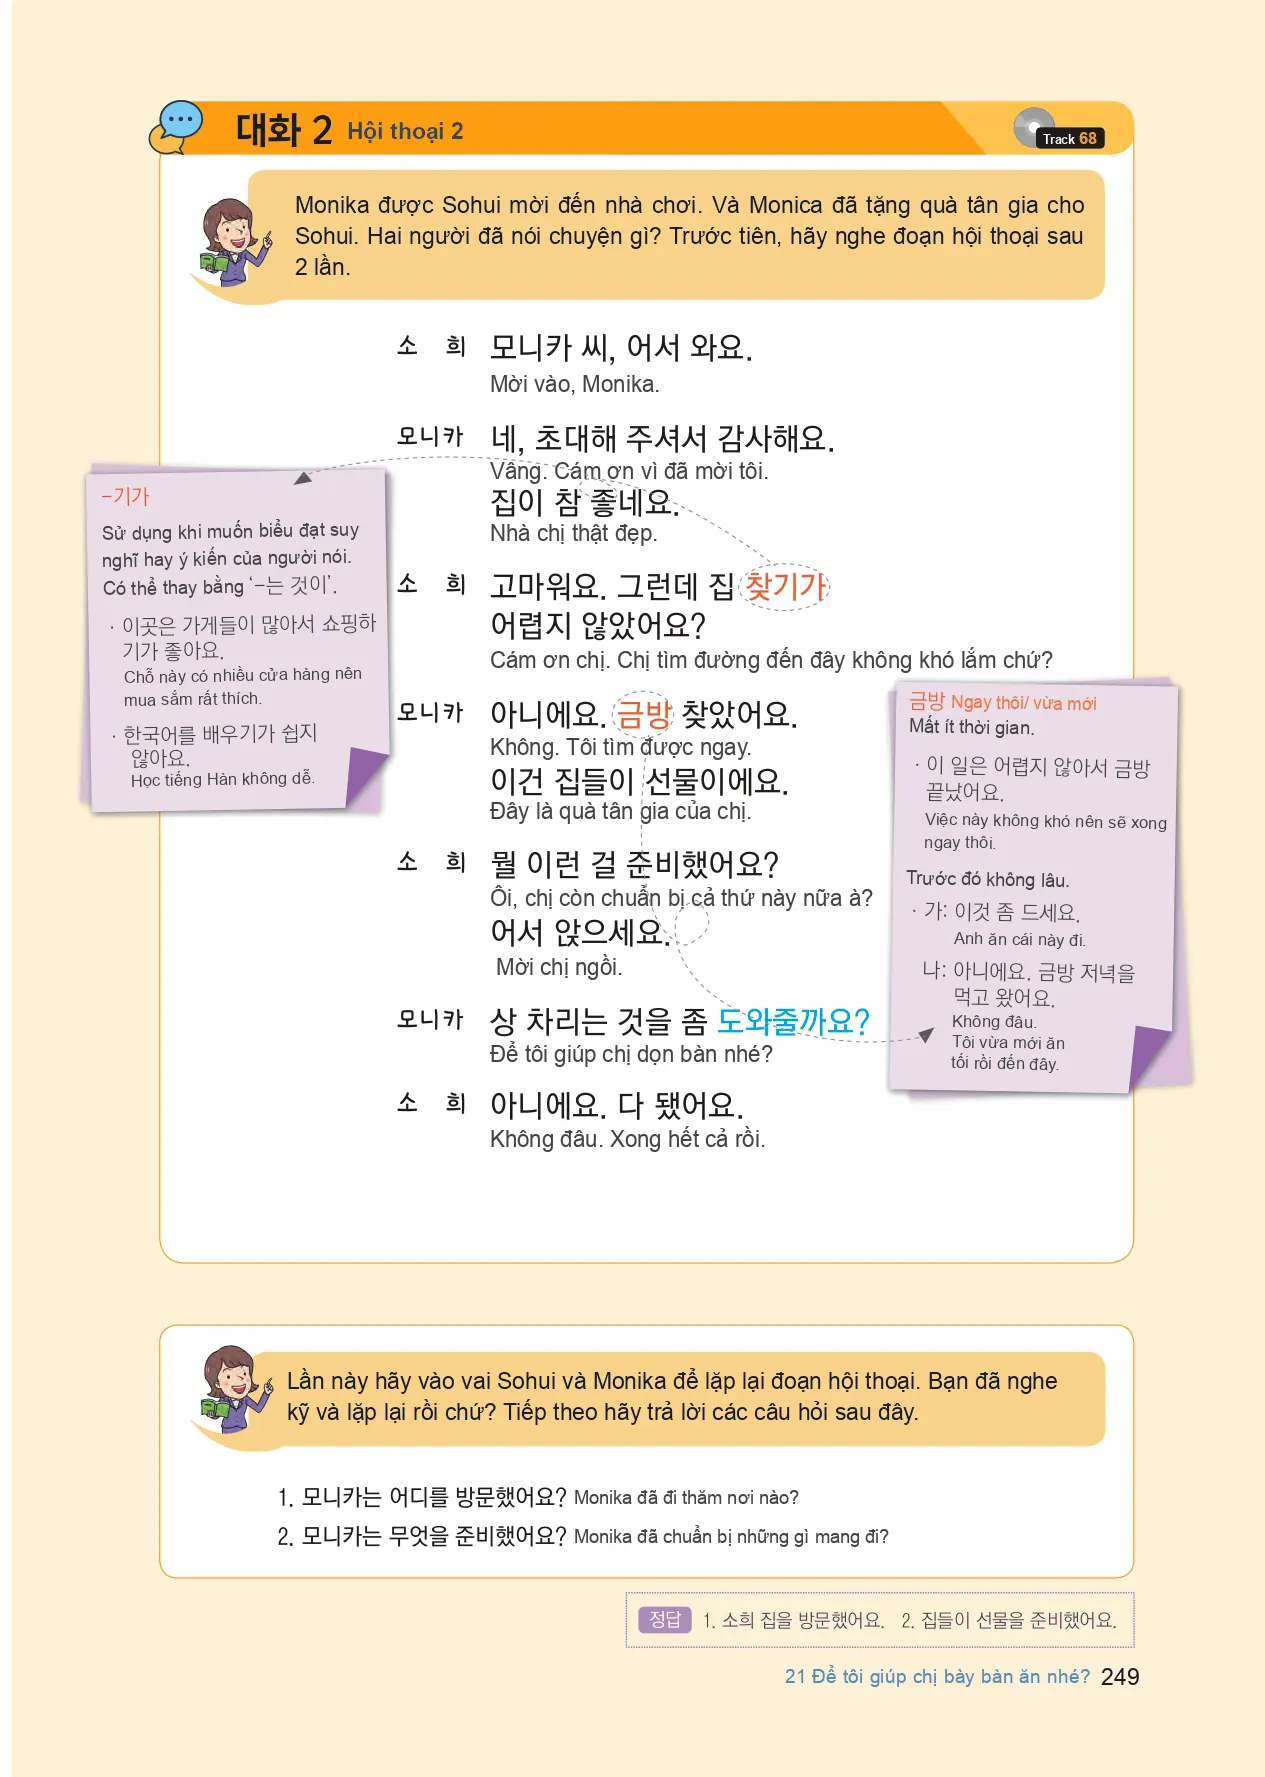 대화 2 Hội thoại 2
Track 68
Monika được Sohui mời đến nhà chơi. Và Monica đã tặng quà tân gia cho
Sohui. Hai người đã nói chuyện gì? Trước tiên, hãy nghe đoạn hội thoại sau
2 lần.
소 희 모니카 씨, 어서 와요.
Mời vào, Monika.
모니카 네, 초대해 주셔서 감사해요.
Vâng. Cám ơn vì đã mời tôi.
집이 참 좋네요.
Nhà chị thật đẹp.
소 희 고마워요. 그런데 집 찾기가
어렵지 않았어요?
Cám ơn chị. Chị tìm đường đến đây không khó lắm chứ?
모니카 아니에요. 금방 찾았어요.
Không. Tôi tìm được ngay.
이건 집들이 선물이에요.
Đây là quà tân gia của chị.
소 희 뭘 이런 걸 준비했어요?
Ôi, chị còn chuẩn bị cả thứ này nữa à?
어서 앉으세요.
Mời chị ngồi.
모니카 상 차리는 것을 좀 도와줄까요?
Để tôi giúp chị dọn bàn nhé?
소 희 아니에요. 다 됐어요.
Không đâu. Xong hết cả rồi.
-기가
Sử dụng khi muốn biểu đạt suy
nghĩ hay ý kiến của người nói.
Có thể thay bằng ‘-는 것이’.
· 이곳은 가게들이 많아서 쇼핑하
기가 좋아요.
Chỗ này có nhiều cửa hàng nên
mua sắm rất thích.
· 한국어를 배우기가 쉽지
않아요.
Học tiếng Hàn không dễ.
금방 Ngay thôi/ vừa mới
Mất ít thời gian.
· 이 일은 어렵지 않아서 금방
끝났어요.
Việc này không khó nên sẽ xong
ngay thôi.
Trước đó không lâu.
· 가: 이것 좀 드세요.
Anh ăn cái này đi.
나: 아니에요. 금방 저녁을
먹고 왔어요.
Không đâu.
Tôi vừa mới ăn
tối rồi đến đây.
Lần này hãy vào vai Sohui và Monika để lặp lại đoạn hội thoại. Bạn đã nghe
kỹ và lặp lại rồi chứ? Tiếp theo hãy trả lời các câu hỏi sau đây.
1. 모니카는 어디를 방문했어요? Monika đã đi thăm nơi nào?
2. 모니카는 무엇을 준비했어요? Monika đã chuẩn bị những gì mang đi?
정답 1. 소희 집을 방문했어요. 2. 집들이 선물을 준비했어요.
21 Để tôi giúp chị bày bàn ăn nhé? 249